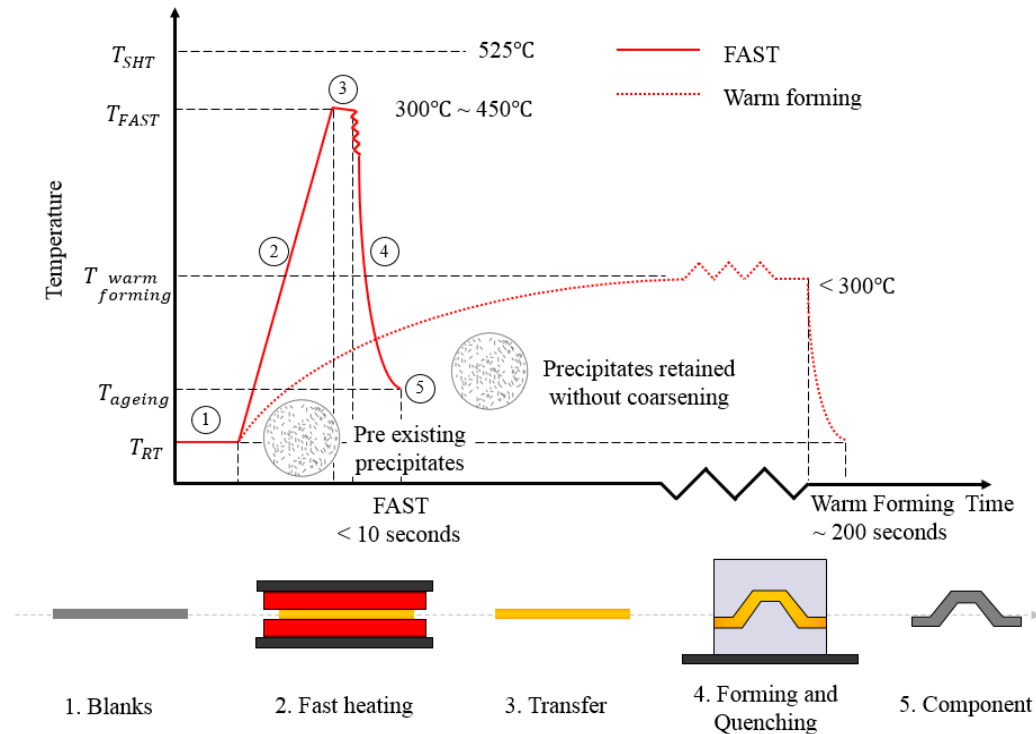 T_SHT
525℃
FAST
Warm forming
T_FAST
③
300℃ ~ 450℃
Temperature
②
④
T warm forming
< 300℃
T_ageing
⑤
Precipitates retained
without coarsening
①
Pre existing
precipitates
T_RT
FAST
< 10 seconds
Warm Forming Time
~ 200 seconds
1. Blanks
2. Fast heating
3. Transfer
4. Forming and
Quenching
5. Component